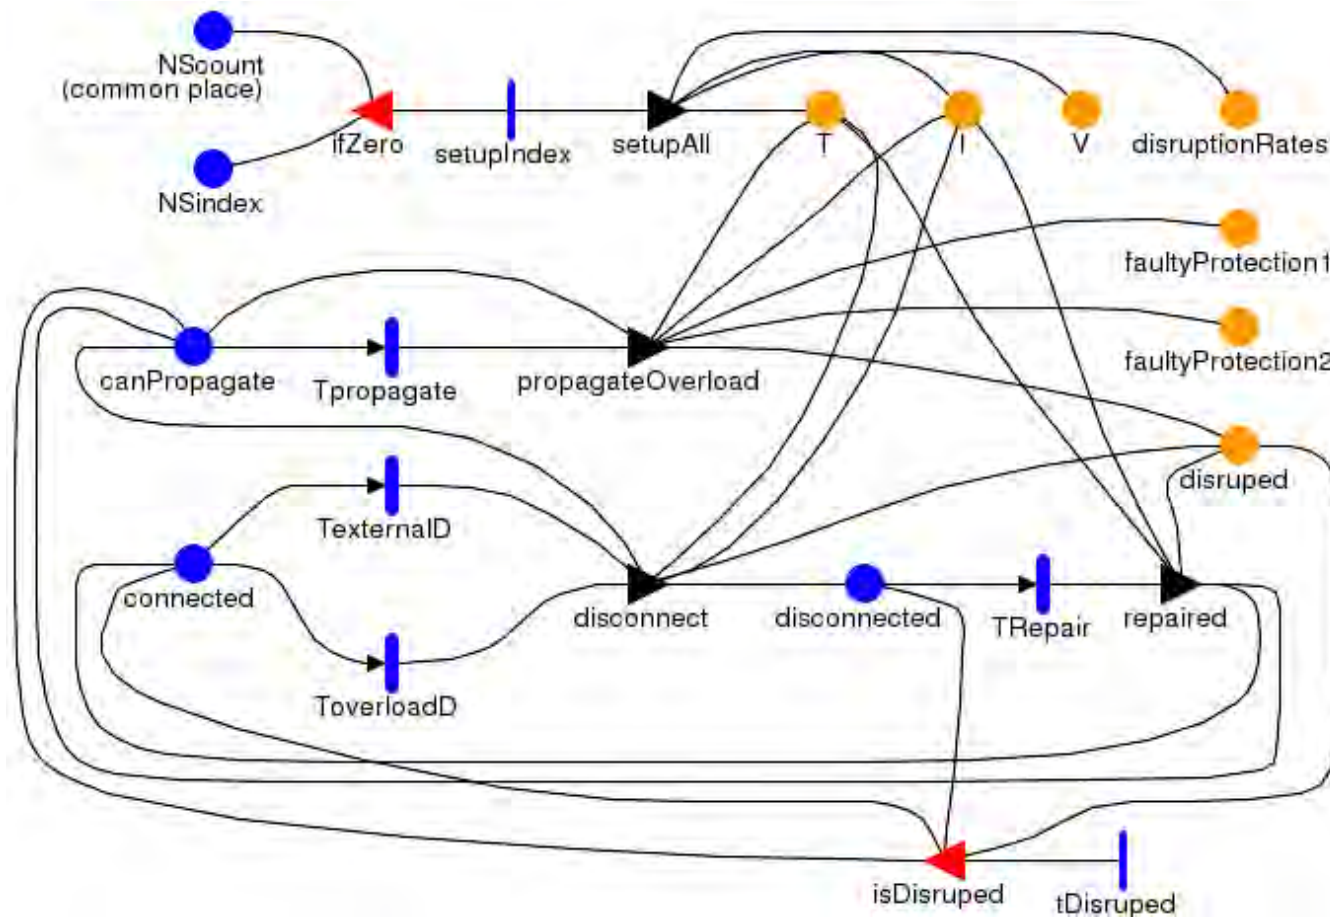 NScount
(common place)
ifZero
setupIndex
setupAll
T
I
V
disruptionRates
NSindex
faultyProtection1
faultyProtection2
canPropagate
Tpropagate
propagateOverload
disruped
TexternalD
connected
disconnect
disconnected
TRepair
repaired
ToverloadD
isDisruped
tDisruped